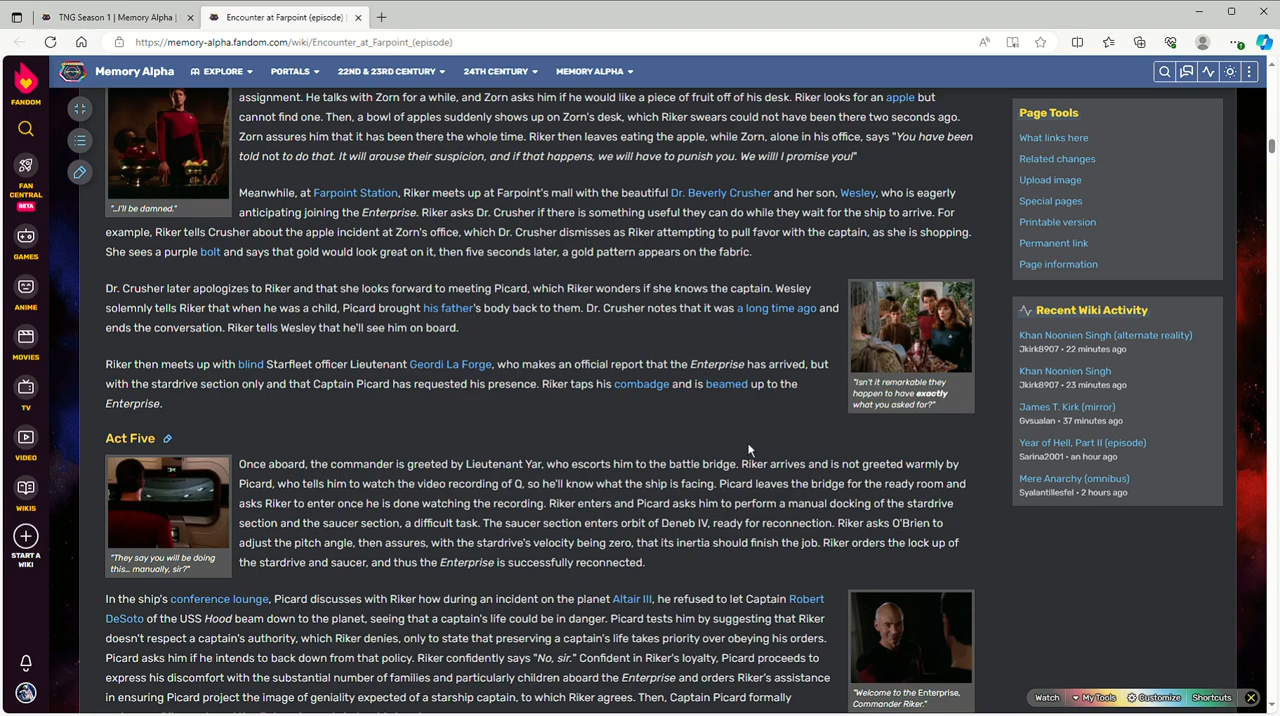 TNG Season 1 | Memory Alpha |
Encounter at Farpoint (episode) |
https://memory-alpha.fandom.com/wiki/Encounter_at_Farpoint_(episode)
FANDOM
FAN CENTRAL
BETA
GAMES
ANIME
MOVIES
TV
VIDEO
WIKIS
START A WIKI
Memory Alpha
EXPLORE
PORTALS
22ND & 23RD CENTURY
24TH CENTURY
MEMORY ALPHA
assignment. He talks with Zorn for a while, and Zorn asks him if he would like a piece of fruit off of his desk. Riker looks for an apple but
cannot find one. Then, a bowl of apples suddenly shows up on Zorn's desk, which Riker swears could not have been there two seconds ago.
Zorn assures him that it has been there the whole time. Riker then leaves eating the apple, while Zorn, alone in his office, says "You have been
told not to do that. It will arouse their suspicion, and if that happens, we will have to punish you. We will! I promise you!"
"...I'll be damned."
Meanwhile, at Farpoint Station, Riker meets up at Farpoint's mall with the beautiful Dr. Beverly Crusher and her son, Wesley, who is eagerly
anticipating joining the Enterprise. Riker asks Dr. Crusher if there is something useful they can do while they wait for the ship to arrive. For
example, Riker tells Crusher about the apple incident at Zorn's office, which Dr. Crusher dismisses as Riker attempting to pull favor with the captain, as she is shopping.
She sees a purple bolt and says that gold would look great on it, then five seconds later, a gold pattern appears on the fabric.
Dr. Crusher later apologizes to Riker and that she looks forward to meeting Picard, which Riker wonders if she knows the captain. Wesley
solemnly tells Riker that when he was a child, Picard brought his father's body back to them. Dr. Crusher notes that it was a long time ago and
ends the conversation. Riker tells Wesley that he'll see him on board.
Riker then meets up with blind Starfleet officer Lieutenant Geordi La Forge, who makes an official report that the Enterprise has arrived, but
with the stardrive section only and that Captain Picard has requested his presence. Riker taps his combadge and is beamed up to the
Enterprise.
"Isn't it remarkable they
happen to have exactly
what you asked for?"
Act Five
Once aboard, the commander is greeted by Lieutenant Yar, who escorts him to the battle bridge. Riker arrives and is not greeted warmly by
Picard, who tells him to watch the video recording of Q, so he'll know what the ship is facing. Picard leaves the bridge for the ready room and
asks Riker to enter once he is done watching the recording. Riker enters and Picard asks him to perform a manual docking of the stardrive
section and the saucer section, a difficult task. The saucer section enters orbit of Deneb IV, ready for reconnection. Riker asks O'Brien to
adjust the pitch angle, then assures, with the stardrive's velocity being zero, that its inertia should finish the job. Riker orders the lock up of
the stardrive and saucer, and thus the Enterprise is successfully reconnected.
"They say you will be doing
this... manually, sir?"
In the ship's conference lounge, Picard discusses with Riker how during an incident on the planet Altair III, he refused to let Captain Robert
DeSoto of the USS Hood beam down to the planet, seeing that a captain's life could be in danger. Picard tests him by suggesting that Riker
doesn't respect a captain's authority, which Riker denies, only to state that preserving a captain's life takes priority over obeying his orders.
Picard asks him if he intends to back down from that policy. Riker confidently says "No, sir." Confident in Riker's loyalty, Picard proceeds to
express his discomfort with the substantial number of families and particularly children aboard the Enterprise and orders Riker's assistance
in ensuring Picard project the image of geniality expected of a starship captain, to which Riker agrees. Then, Captain Picard formally
"Welcome to the Enterprise,
Commander Riker."
Page Tools
What links here
Related changes
Upload image
Special pages
Printable version
Permanent link
Page information
Recent Wiki Activity
Khan Noonien Singh (alternate reality)
Jkirk8907 • 22 minutes ago
Khan Noonien Singh
Jkirk8907 • 23 minutes ago
James T. Kirk (mirror)
Gvsualan • 37 minutes ago
Year of Hell, Part II (episode)
Sarina2001 • an hour ago
Mere Anarchy (omnibus)
Syalantillesfel • 2 hours ago
Watch
My Tools
Customize
Shortcuts